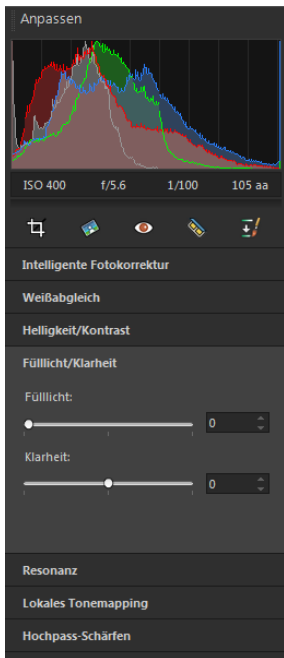 Anpassen
ISO 400 f/5.6 1/100 105 aa
Intelligente Fotokorrektur
Weißabgleich
Helligkeit/Kontrast
Fülllicht/Klarheit
Fülllicht:
0
Klarheit:
0
Resonanz
Lokales Tonemapping
Hochpass-Schärfen